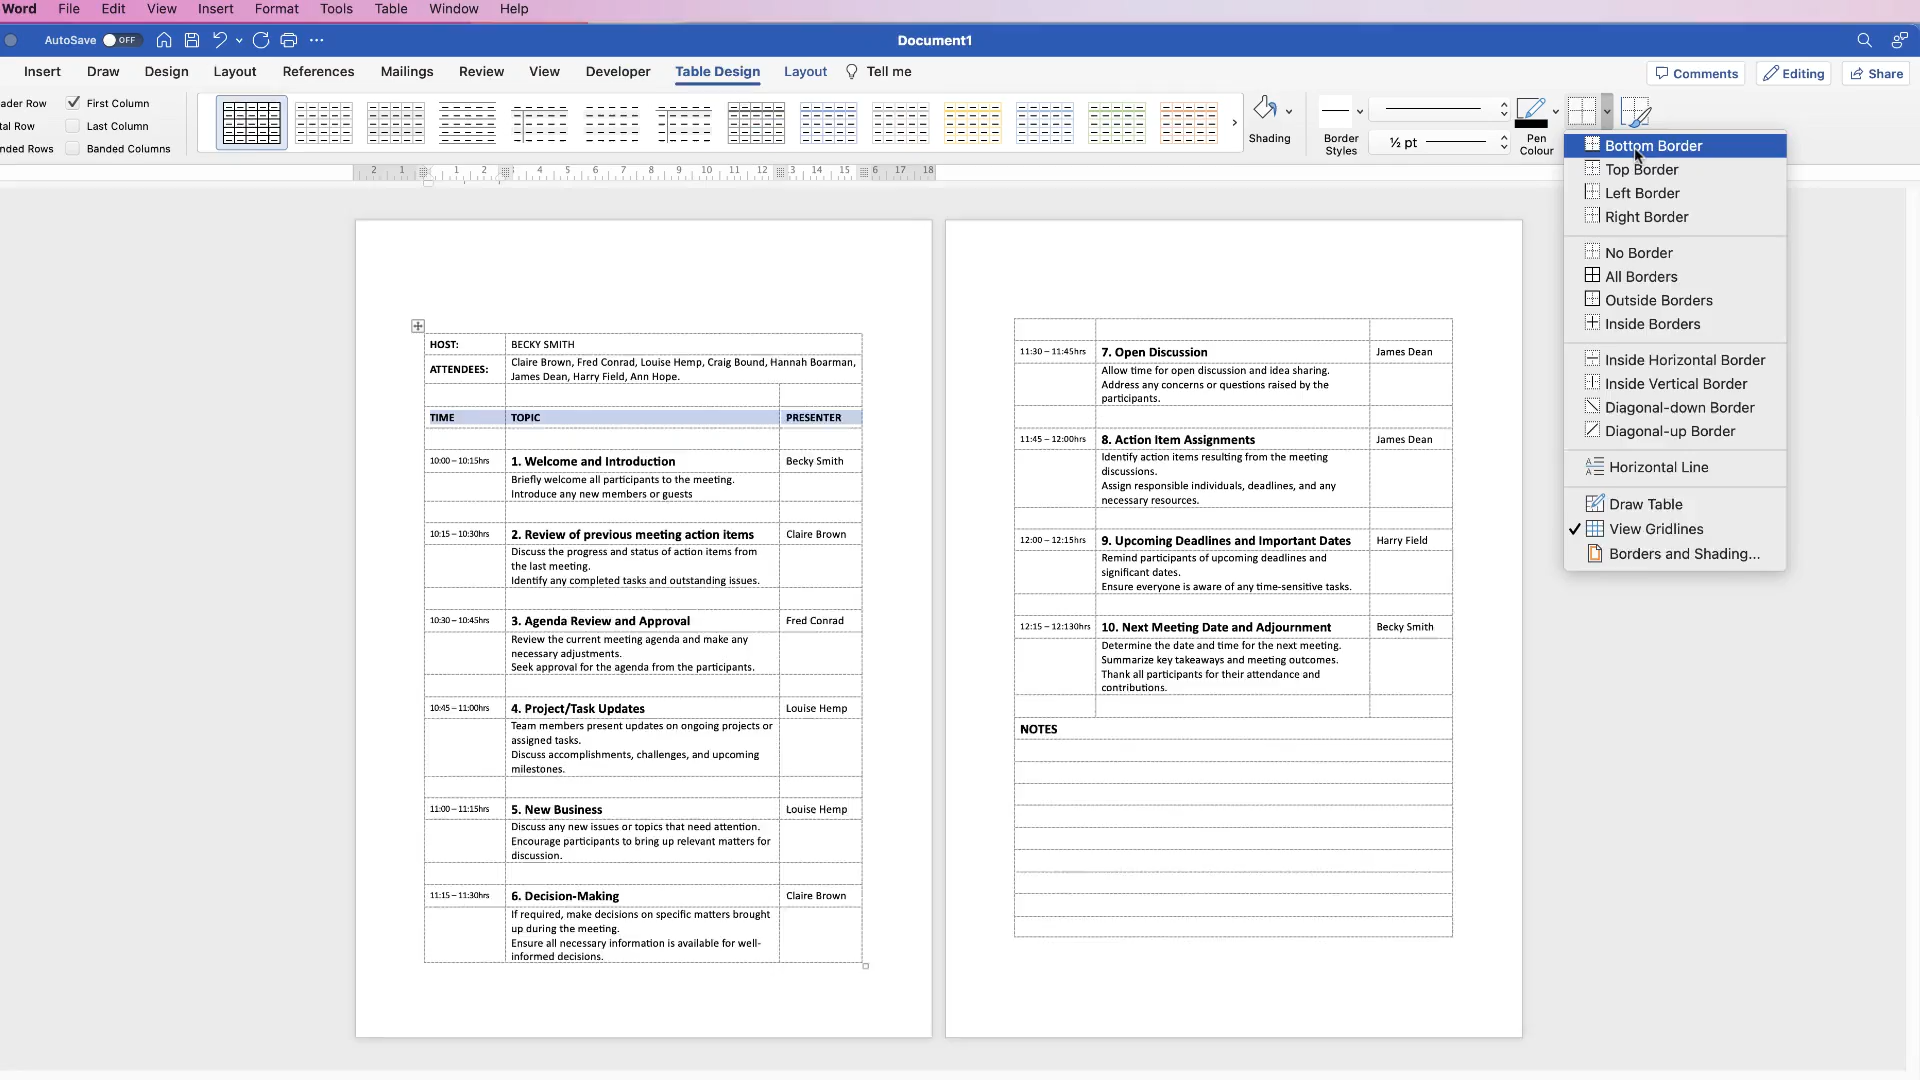 Word File Edit View Insert Format Tools Table Window Help
AutoSave OFF
Document1
Insert Draw Design Layout References Mailings Review View Developer Table Design Layout Tell me
Comments Editing Share
ader Row First Column
tal Row Last Column
nded Rows Banded Columns
Shading
Border Styles
½ pt
Pen Colour
2 1 1 2 4 5 6 7 8 9 10 11 12 13 14 15 6 17 18
Bottom Border
Top Border
Left Border
Right Border
No Border
All Borders
Outside Borders
Inside Borders
Inside Horizontal Border
Inside Vertical Border
Diagonal-down Border
Diagonal-up Border
Horizontal Line
Draw Table
View Gridlines
Borders and Shading...
HOST: BECKY SMITH
ATTENDEES: Claire Brown, Fred Conrad, Louise Hemp, Craig Bound, Hannah Boarman,
James Dean, Harry Field, Ann Hope.
TIME TOPIC PRESENTER
10:00 – 10:15hrs 1. Welcome and Introduction Becky Smith
Briefly welcome all participants to the meeting.
Introduce any new members or guests
10:15 – 10:30hrs 2. Review of previous meeting action items Claire Brown
Discuss the progress and status of action items from
the last meeting.
Identify any completed tasks and outstanding issues.
10:30 – 10:45hrs 3. Agenda Review and Approval Fred Conrad
Review the current meeting agenda and make any
necessary adjustments.
Seek approval for the agenda from the participants.
10:45 – 11:00hrs 4. Project/Task Updates Louise Hemp
Team members present updates on ongoing projects or
assigned tasks.
Discuss accomplishments, challenges, and upcoming
milestones.
11:00 – 11:15hrs 5. New Business Louise Hemp
Discuss any new issues or topics that need attention.
Encourage participants to bring up relevant matters for
discussion.
11:15 – 11:30hrs 6. Decision-Making Claire Brown
If required, make decisions on specific matters brought
up during the meeting.
Ensure all necessary information is available for well-
informed decisions.
11:30 – 11:45hrs 7. Open Discussion James Dean
Allow time for open discussion and idea sharing.
Address any concerns or questions raised by the
participants.
11:45 – 12:00hrs 8. Action Item Assignments James Dean
Identify action items resulting from the meeting
discussions.
Assign responsible individuals, deadlines, and any
necessary resources.
12:00 – 12:15hrs 9. Upcoming Deadlines and Important Dates Harry Field
Remind participants of upcoming deadlines and
significant dates.
Ensure everyone is aware of any time-sensitive tasks.
12:15 – 12:130hrs 10. Next Meeting Date and Adjournment Becky Smith
Determine the date and time for the next meeting.
Summarize key takeaways and meeting outcomes.
Thank all participants for their attendance and
contributions.
NOTES